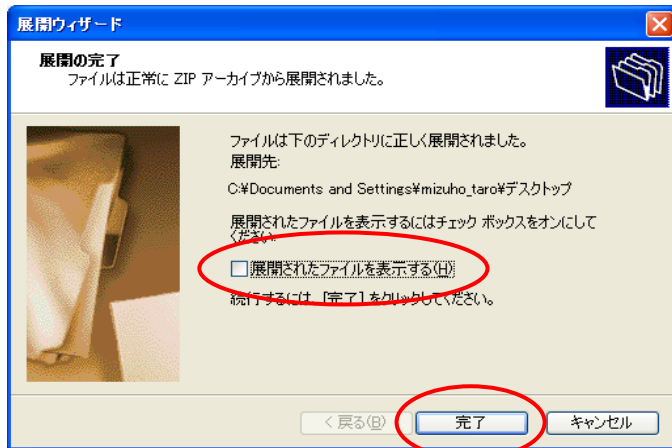 展開ウィザード
展開の完了
ファイルは正常に ZIP アーカイブから展開されました。
ファイルは下のディレクトリに正しく展開されました。
展開先:
C:¥Documents and Settings¥mizuho_taro¥デスクトップ
展開されたファイルを表示するにはチェック ボックスをオンにして
ください.
展開されたファイルを表示する(H)
続行するには、[完了] をクリックしてください。
< 戻る(B)
完了
キャンセル